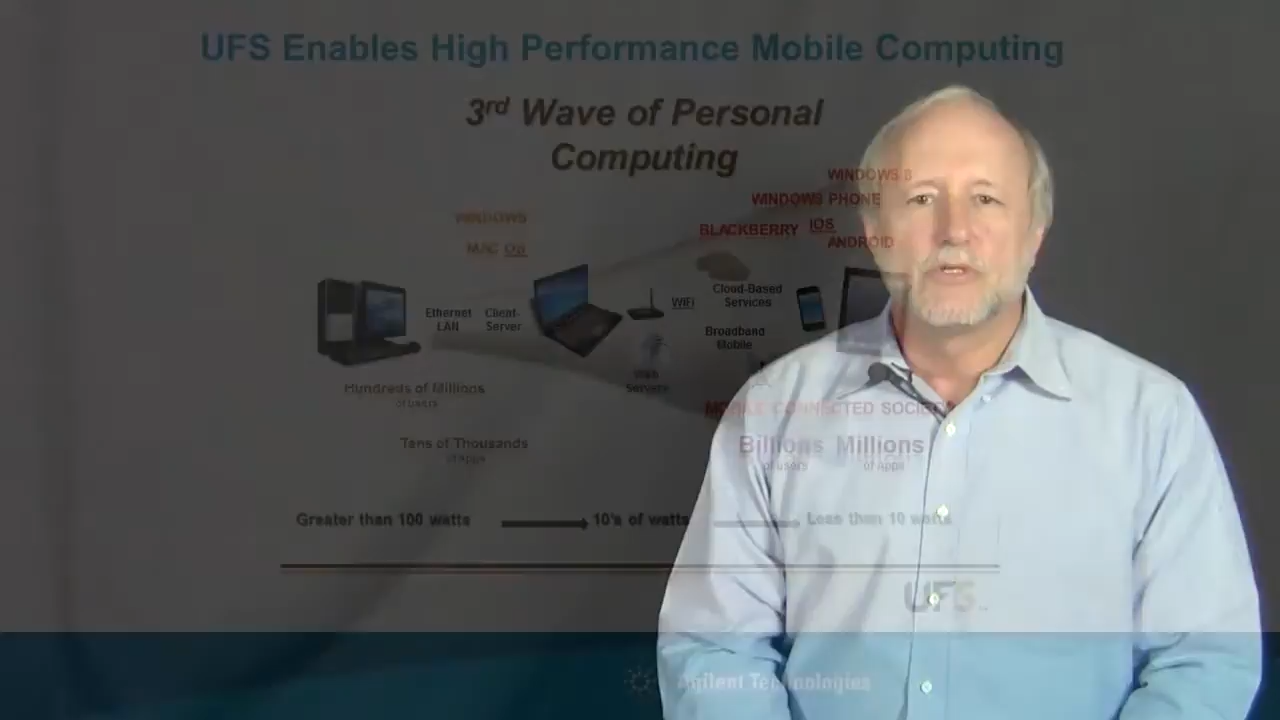 UFS Enables High Performance Mobile Computing
3rd Wave of Personal
Computing
WINDOWS 8
WINDOWS PHONE
WINDOWS
BLACKBERRY
IOS
MAC Os
ANDROID
Cloud-Based
Services
WiFi
Ethernet
LAN
Client-
Server
Broadband
Mobile
Web
Hundreds of Millions
of users
MOBILE CONNECTED SOCIETY
Tens of Thousands
of apps
Billions Millions
of users
of Apps
Greater than 100 watts
10's of watts
Less than 10 watts
UFS
Agilent Technologies